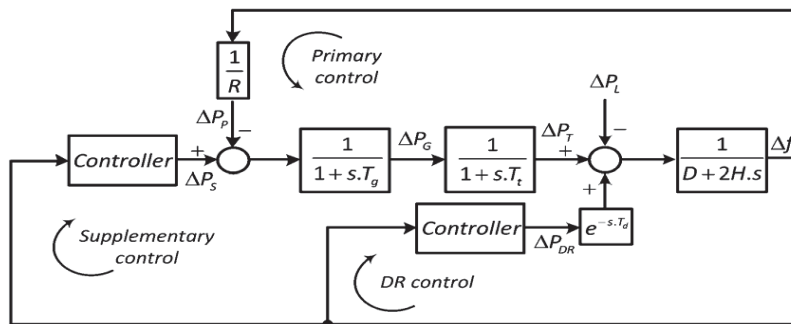 1
R
Primary
control
ΔP_P
−
ΔP_L
−
Controller
+
ΔP_S
1
1 + s.T_g
ΔP_G
1
1 + s.T_t
ΔP_T
+
1
D + 2H.s
Δf
+
Supplementary
control
Controller
ΔP_DR
e^{−s.T_d}
DR control